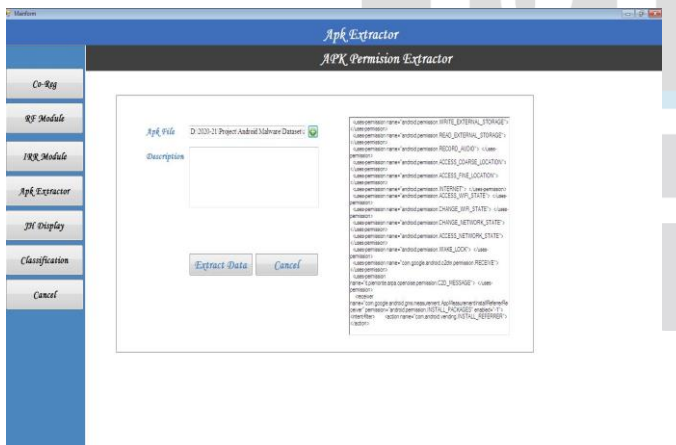 Mainform
Apk Extractor
APK Permision Extractor
Co-Reg
RF Module
IRR Module
Apk Extractor
JH Display
Classification
Cancel
Apk File
D:\2020-21 Project\Android Malware Dataset\
Description
Extract Data
Cancel
<uses-permission name="android.permission.WRITE_EXTERNAL_STORAGE">
</uses-permission>
<uses-permission name="android.permission.READ_EXTERNAL_STORAGE">
</uses-permission>
<uses-permission name="android.permission.RECORD_AUDIO"> </uses-
permission>
<uses-permission name="android.permission.ACCESS_COARSE_LOCATION">
</uses-permission>
<uses-permission name="android.permission.ACCESS_FINE_LOCATION">
</uses-permission>
<uses-permission name="android.permission.INTERNET"> </uses-permission>
<uses-permission name="android.permission.ACCESS_WIFI_STATE"> </uses-
permission>
<uses-permission name="android.permission.CHANGE_WIFI_STATE"> </uses-
permission>
<uses-permission name="android.permission.CHANGE_NETWORK_STATE">
</uses-permission>
<uses-permission name="android.permission.ACCESS_NETWORK_STATE">
</uses-permission>
<uses-permission name="android.permission.WAKE_LOCK"> </uses-
permission>
<uses-permission name="com.google.android.c2dm.permission.RECEIVE">
</uses-permission>
<uses-permission
permission.C2D_MESSAGE"> </uses-
permission>
<receiver
name="com.google.android.gms.measurement.AppMeasurementInstallReferrerRe
ceiver" permission="android.permission.INSTALL_PACKAGES" enabled="-1">
<intent-filter> <action name="com.android.vending.INSTALL_REFERRER">
</action>